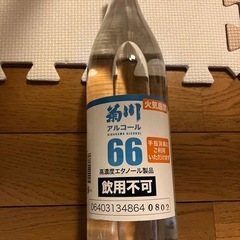 菊川
アルコール
KIKUKAWA ALCOHOL
66
高濃度エタノール製品
飲用不可
06403134864 0802
火気厳禁
手指消毒に
ご利用
いただけます